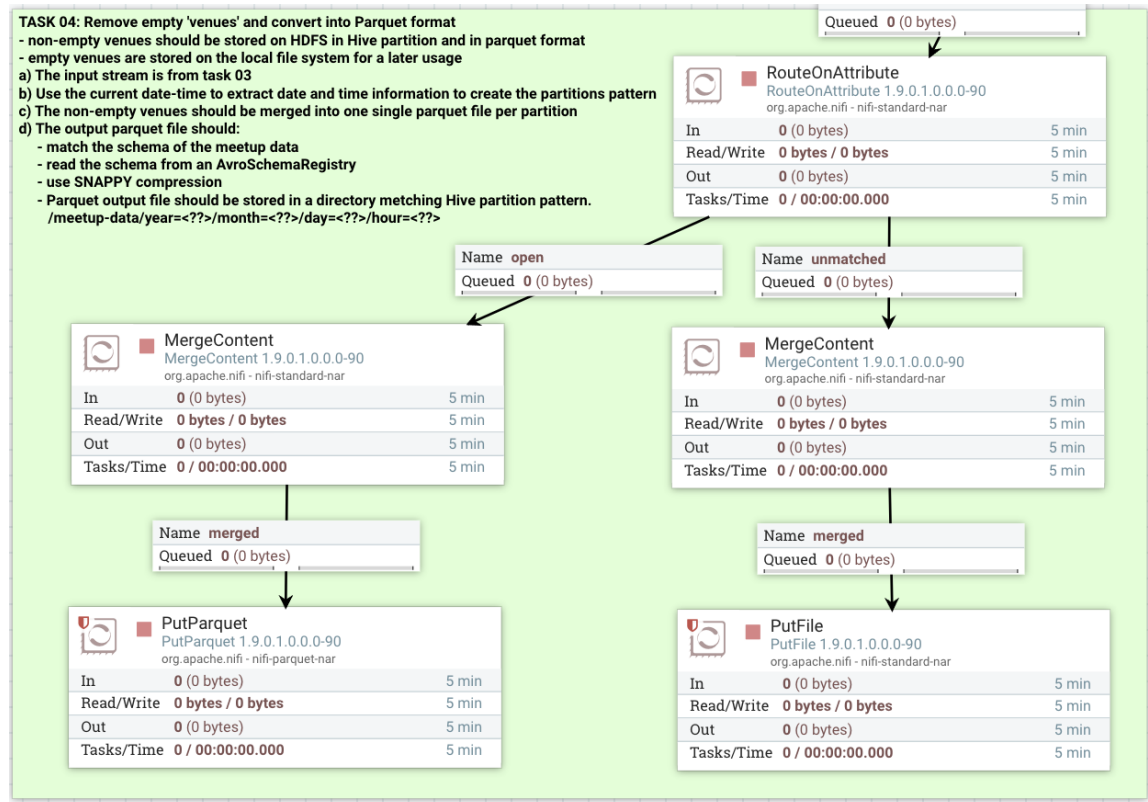 TASK 04: Remove empty 'venues' and convert into Parquet format
- non-empty venues should be stored on HDFS in Hive partition and in parquet format
- empty venues are stored on the local file system for a later usage
a) The input stream is from task 03
b) Use the current date-time to extract date and time information to create the partitions pattern
c) The non-empty venues should be merged into one single parquet file per partition
d) The output parquet file should:
- match the schema of the meetup data
- read the schema from an AvroSchemaRegistry
- use SNAPPY compression
- Parquet output file should be stored in a directory metching Hive partition pattern.
/meetup-data/year=<??>/month=<??>/day=<??>/hour=<??>
Queued 0 (0 bytes)
RouteOnAttribute
RouteOnAttribute 1.9.0.1.0.0.0-90
org.apache.nifi - nifi-standard-nar
In 0 (0 bytes) 5 min
Read/Write 0 bytes / 0 bytes 5 min
Out 0 (0 bytes) 5 min
Tasks/Time 0 / 00:00:00.000 5 min
Name open
Queued 0 (0 bytes)
Name unmatched
Queued 0 (0 bytes)
MergeContent
MergeContent 1.9.0.1.0.0.0-90
org.apache.nifi - nifi-standard-nar
In 0 (0 bytes) 5 min
Read/Write 0 bytes / 0 bytes 5 min
Out 0 (0 bytes) 5 min
Tasks/Time 0 / 00:00:00.000 5 min
MergeContent
MergeContent 1.9.0.1.0.0.0-90
org.apache.nifi - nifi-standard-nar
In 0 (0 bytes) 5 min
Read/Write 0 bytes / 0 bytes 5 min
Out 0 (0 bytes) 5 min
Tasks/Time 0 / 00:00:00.000 5 min
Name merged
Queued 0 (0 bytes)
Name merged
Queued 0 (0 bytes)
PutParquet
PutParquet 1.9.0.1.0.0.0-90
org.apache.nifi - nifi-parquet-nar
In 0 (0 bytes) 5 min
Read/Write 0 bytes / 0 bytes 5 min
Out 0 (0 bytes) 5 min
Tasks/Time 0 / 00:00:00.000 5 min
PutFile
PutFile 1.9.0.1.0.0.0-90
org.apache.nifi - nifi-standard-nar
In 0 (0 bytes) 5 min
Read/Write 0 bytes / 0 bytes 5 min
Out 0 (0 bytes) 5 min
Tasks/Time 0 / 00:00:00.000 5 min